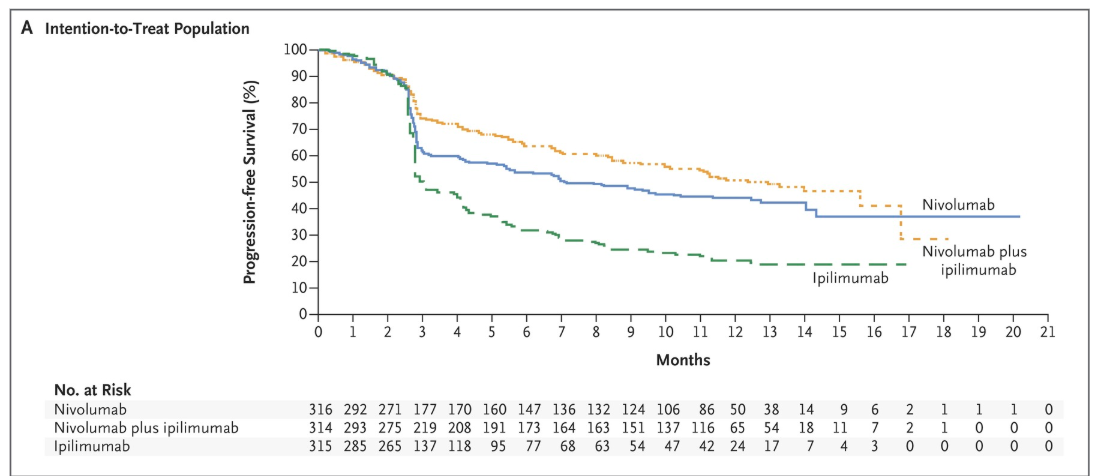 A Intention-to-Treat Population
Progression-free Survival (%)
100
90
80
70
60
50
40
30
20
10
0
Nivolumab
Nivolumab plus
ipilimumab
Ipilimumab
0 1 2 3 4 5 6 7 8 9 10 11 12 13 14 15 16 17 18 19 20 21
Months
No. at Risk
Nivolumab 316 292 271 177 170 160 147 136 132 124 106 86 50 38 14 9 6 2 1 1 1 0
Nivolumab plus ipilimumab 314 293 275 219 208 191 173 164 163 151 137 116 65 54 18 11 7 2 1 0 0 0
Ipilimumab 315 285 265 137 118 95 77 68 63 54 47 42 24 17 7 4 3 0 0 0 0 0